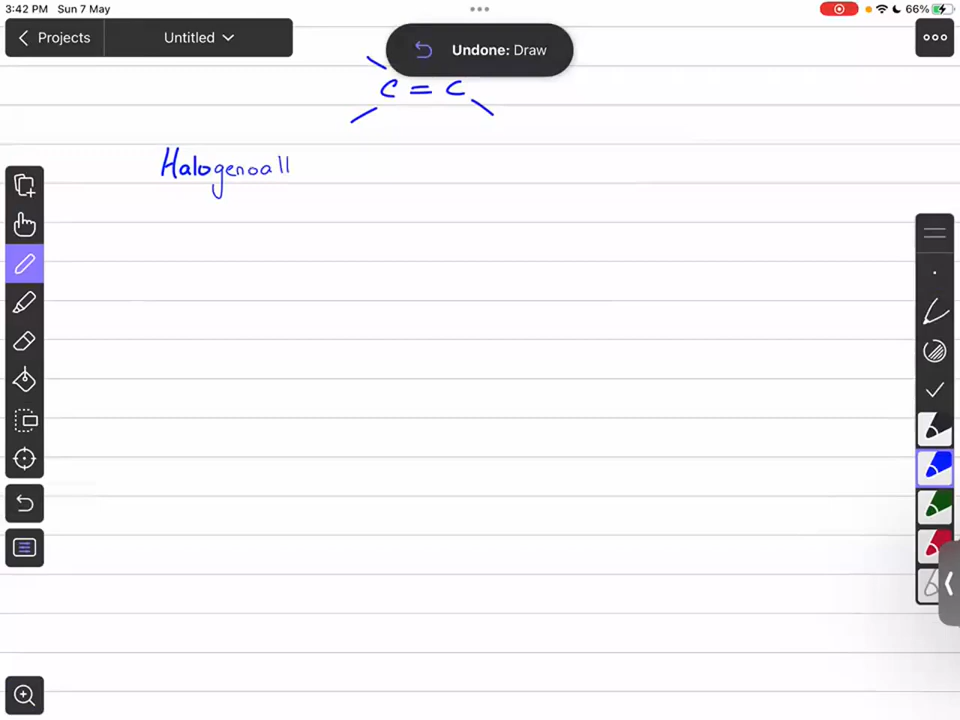 3:42 PM Sun 7 May
66%
Projects
Untitled
Undone: Draw
C = C
Halogenoall